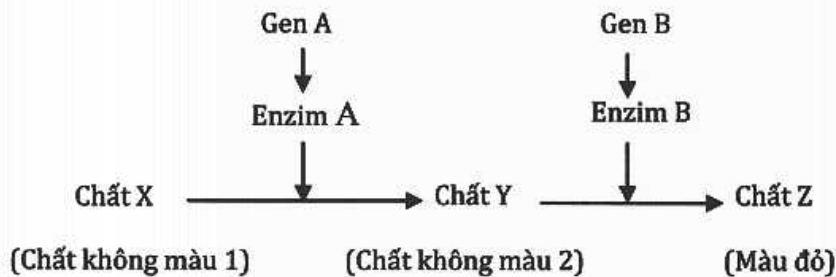 Gen A Gen B
Enzim A Enzim B
Chất X Chất Y Chất Z
(Chất không màu 1) (Chất không màu 2) (Màu đỏ)